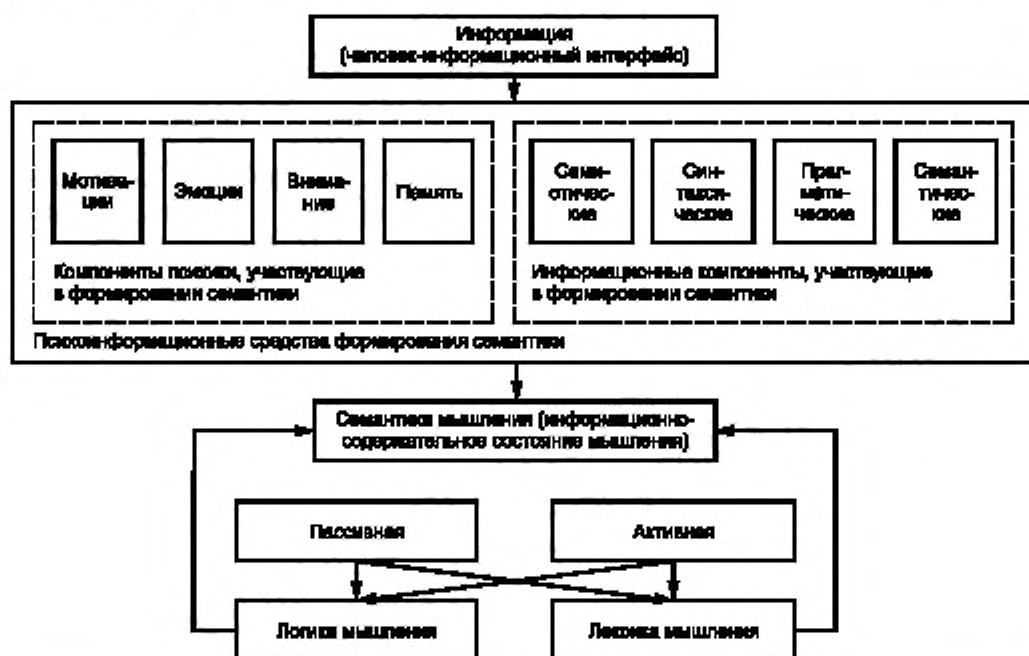 Информация
(человек-информационный интерфейс)
Мотива-
ции
Эмоции
Внима-
ние
Память
Семи-
отичес-
кие
Син-
такси-
ческие
Праг-
мати-
ческие
Семан-
тичес-
кие
Компоненты психики, участвующие
в формировании семантики
Информационные компоненты, участвующие
в формировании семантики
Психоинформационные средства формирования семантики
Семантика мышления (информационно-
содержательное состояние мышления)
Пассивная
Активная
Логика мышления
Лексика мышления